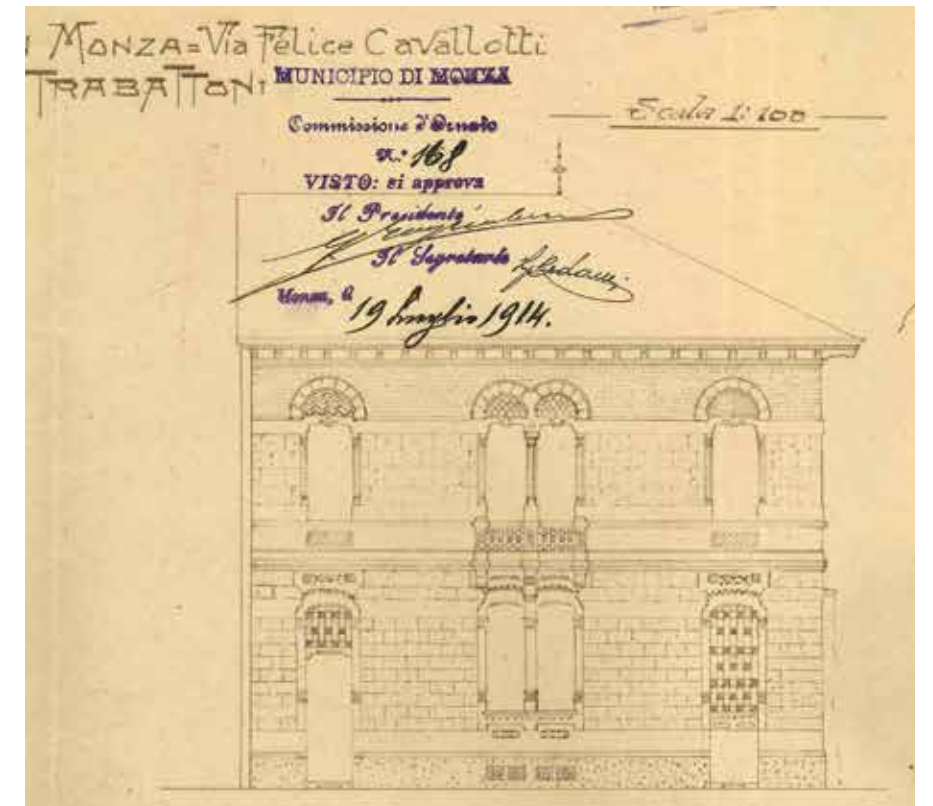 MONZA=Via Felice Cavallotti
TRABATTONI
MUNICIPIO DI MONZA
Scala 1:100
Commissione d'Ornato
N.° 168
VISTO: si approva
Il Presidente
Il Segretario
Monza, il
19 Luglio 1914.